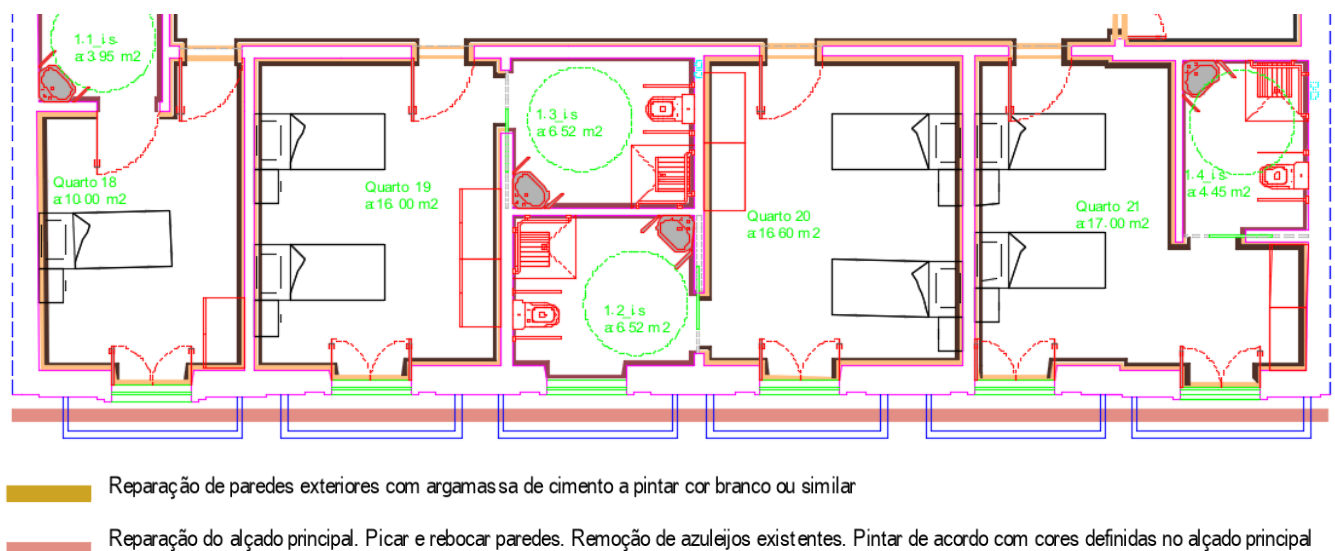 1.1_i.s.
a:3.95 m2
Quarto 18
a:10.00 m2
Quarto 19
a:16.00 m2
1.3_i.s
a:6.52 m2
1.2_i.s
a:6.52 m2
Quarto 20
a:16.60 m2
Quarto 21
a:17.00 m2
1.4_i.s
a:4.45 m2
Reparação de paredes exteriores com argamassa de cimento a pintar cor branco ou similar
Reparação do alçado principal. Picar e rebocar paredes. Remoção de azuleijos existentes. Pintar de acordo com cores definidas no alçado principal